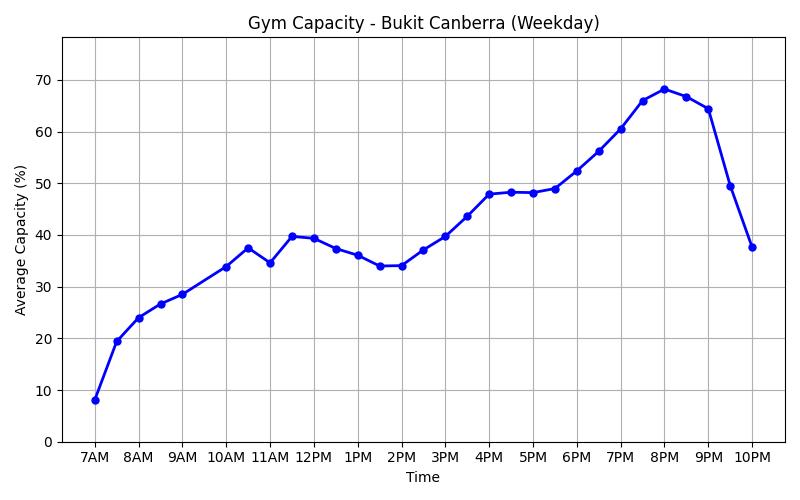 Gym Capacity - Bukit Canberra (Weekday)
Average Capacity (%)
70
60
50
40
30
20
10
0
7AM 8AM 9AM 10AM 11AM 12PM 1PM 2PM 3PM 4PM 5PM 6PM 7PM 8PM 9PM 10PM
Time